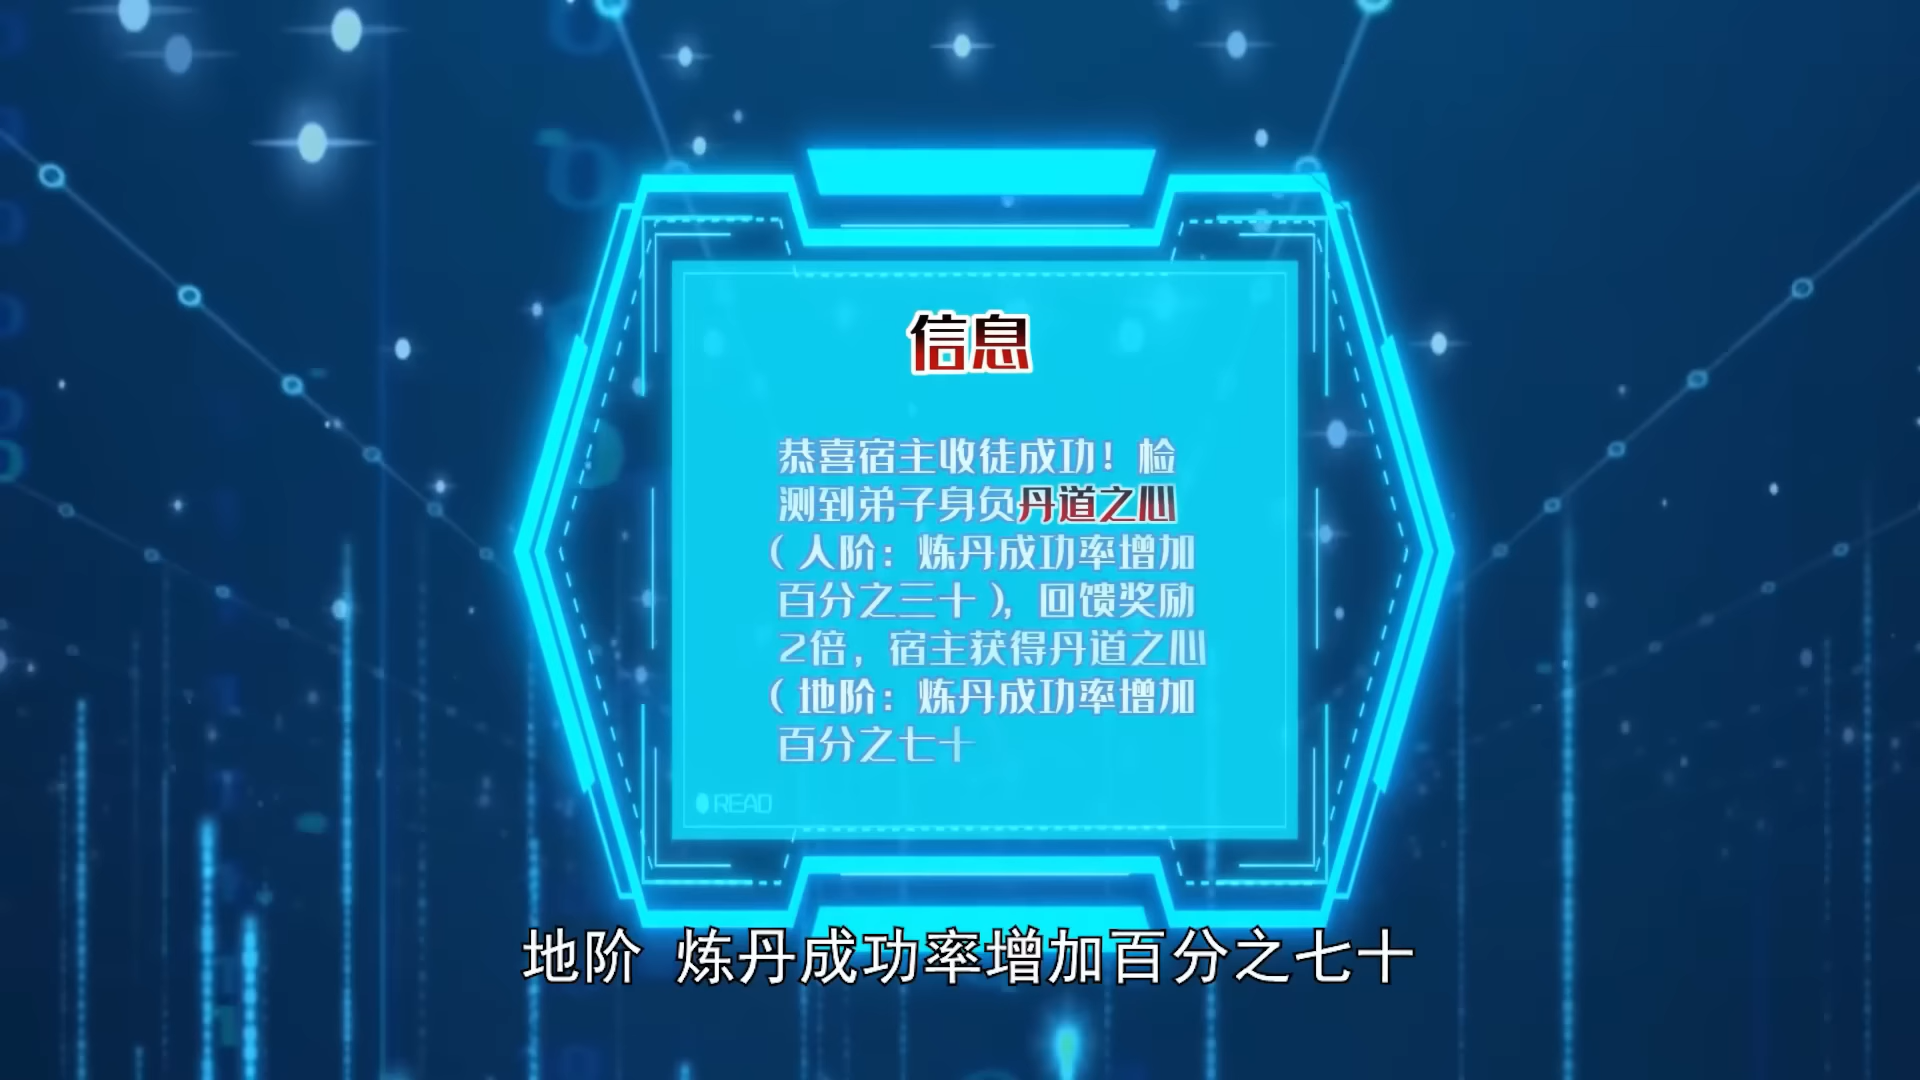 信息
恭喜宿主收徒成功！检
测到弟子身负丹道之心
（人阶：炼丹成功率增加
百分之三十），回馈奖励
2倍，宿主获得丹道之心
（地阶：炼丹成功率增加
百分之七十
READ
地阶 炼丹成功率增加百分之七十